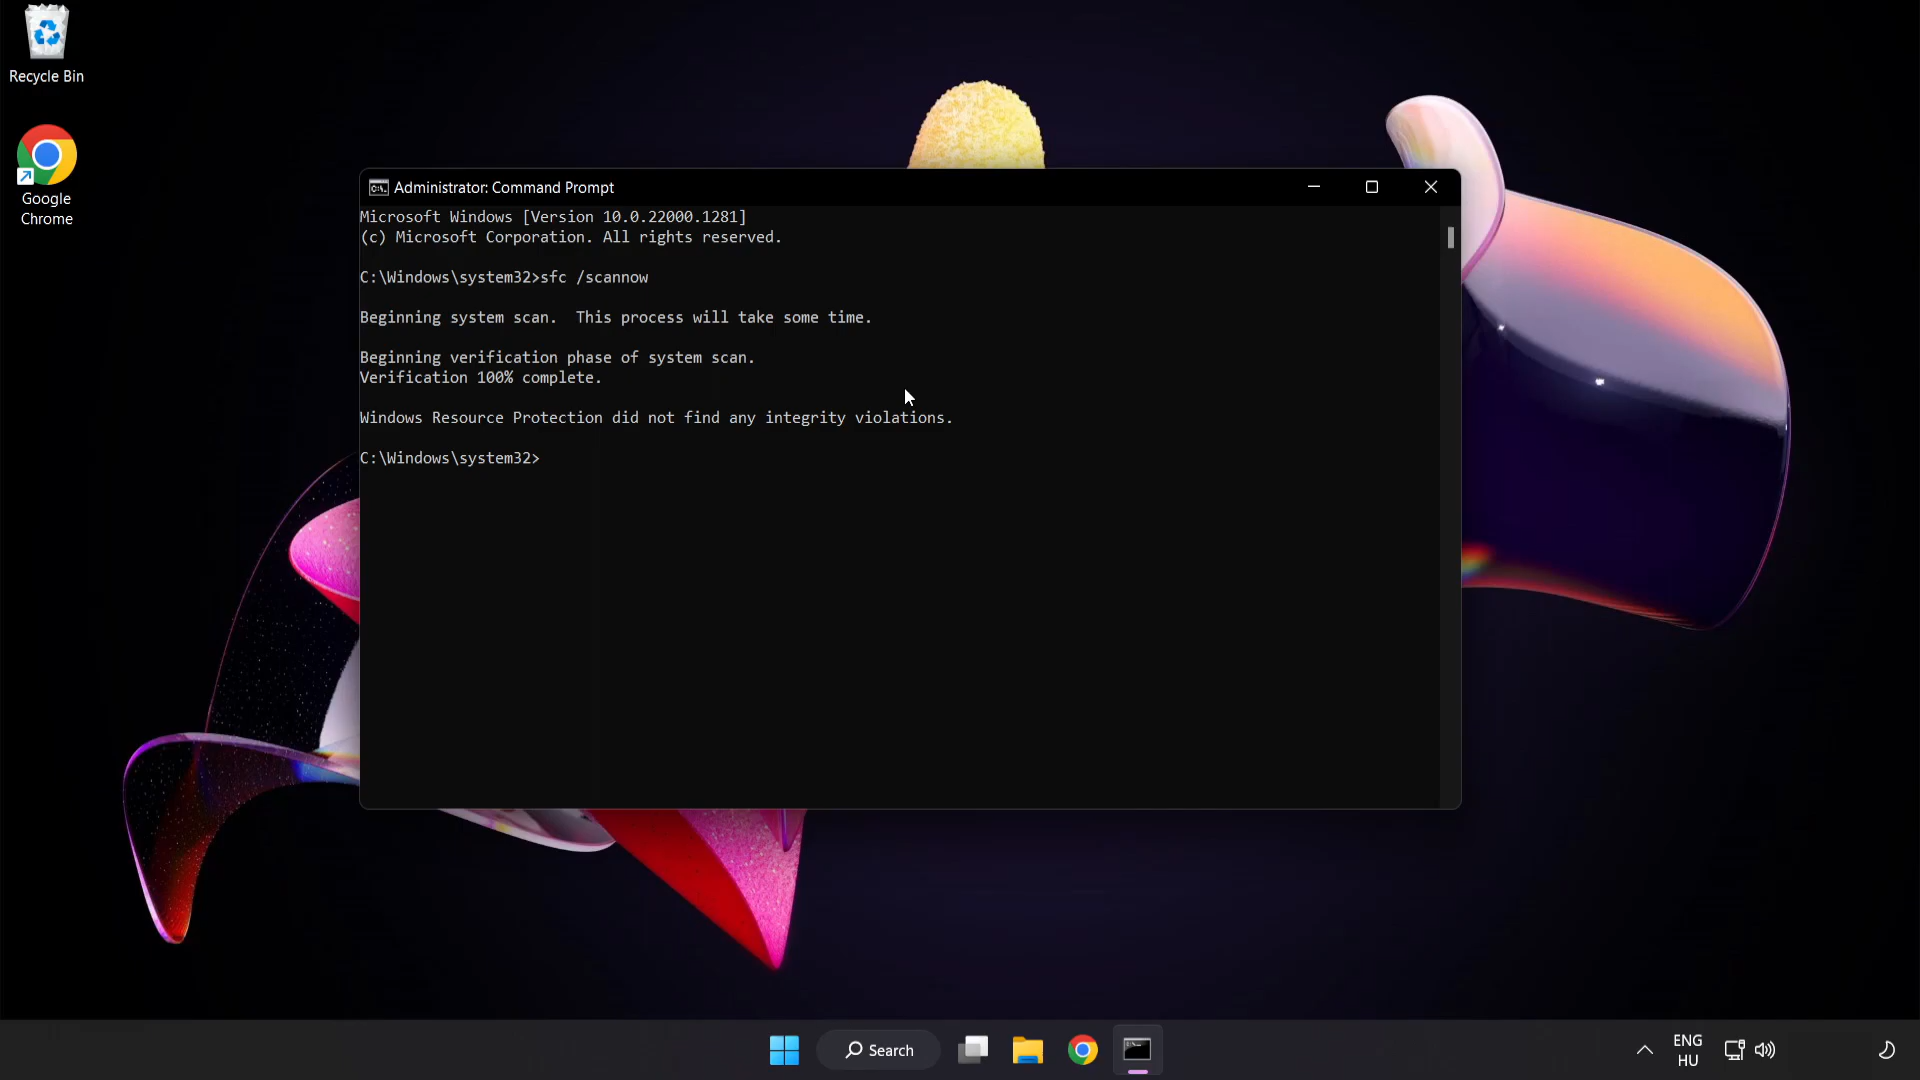 Recycle Bin
Google
Chrome
Administrator: Command Prompt
Microsoft Windows [Version 10.0.22000.1281]
(c) Microsoft Corporation. All rights reserved.
C:\Windows\system32>sfc /scannow
Beginning system scan.  This process will take some time.
Beginning verification phase of system scan.
Verification 100% complete.
Windows Resource Protection did not find any integrity violations.
C:\Windows\system32>
Search
ENG
HU